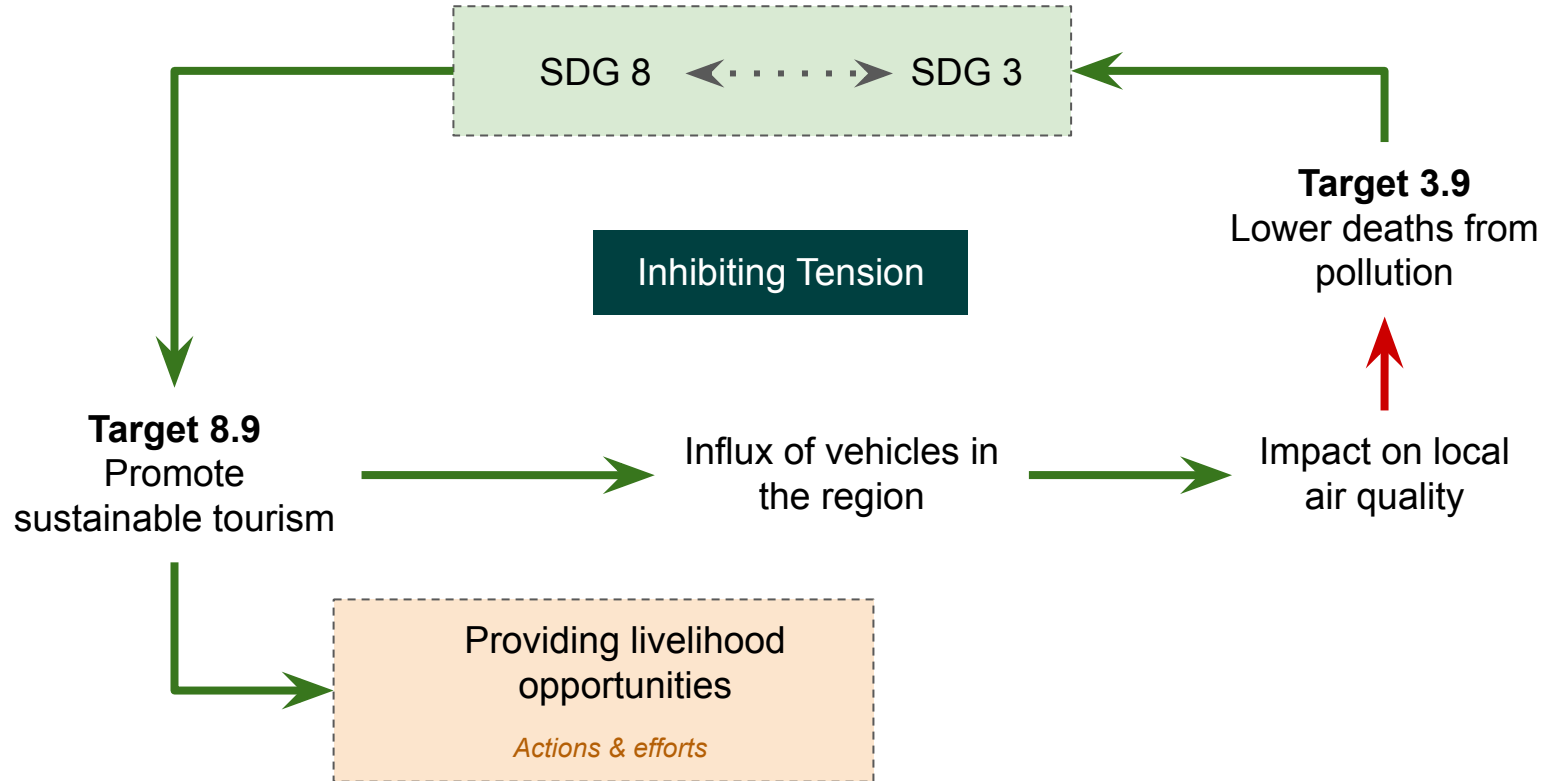 SDG 8
SDG 3
Target 3.9
Lower deaths from
pollution
Inhibiting Tension
Target 8.9
Promote
sustainable tourism
Influx of vehicles in
the region
Impact on local
air quality
Providing livelihood
opportunities
Actions & efforts